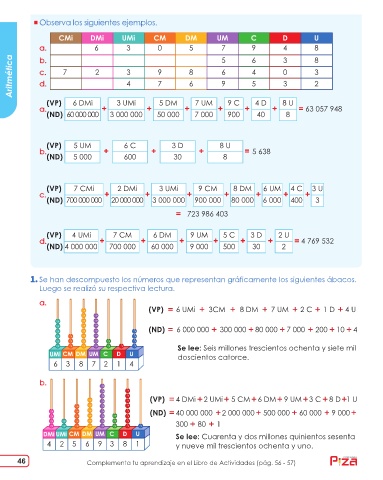 Observa los siguientes ejemplos.
CMi DMi UMi CM DM UM C D U
a. 6 3 0 5 7 9 4 8
b. 5 6 3 8
c. 7 2 3 9 8 6 4 0 3
d. 4 7 6 9 5 3 2
Aritmética
a. (VP) 6 DMi + 3 UMi + 5 DM + 7 UM + 9 C + 4 D + 8 U = 63 057 948
(ND) 60 000 000 3 000 000 50 000 7 000 900 40 8
b. (VP) 5 UM + 6 C + 3 D + 8 U = 5 638
(ND) 5 000 600 30 8
c. (VP) 7 CMi + 2 DMi + 3 UMi + 9 CM + 8 DM + 6 UM + 4 C + 3 U
(ND) 700 000 000 20 000 000 3 000 000 900 000 80 000 6 000 400 3
= 723 986 403
d. (VP) 4 UMi + 7 CM + 6 DM + 9 UM + 5 C + 3 D + 2 U = 4 769 532
(ND) 4 000 000 700 000 60 000 9 000 500 30 2
1. Se han descompuesto los números que representan gráficamente los siguientes ábacos.
Luego se realizó su respectiva lectura.
a.
(VP) = 6 UMi + 3CM + 8 DM + 7 UM + 2 C + 1 D + 4 U
(ND) = 6 000 000 + 300 000 + 80 000 + 7 000 + 200 + 10 + 4
Se lee: Seis millones trescientos ochenta y siete mil
doscientos catorce.
UMi CM DM UM C D U
6 3 8 7 2 1 4
b.
(VP) = 4 DMi + 2 UMi + 5 CM + 6 DM + 9 UM + 3 C + 8 D + 1 U
(ND) = 40 000 000 + 2 000 000 + 500 000 + 60 000 + 9 000 +
300 + 80 + 1
Se lee: Cuarenta y dos millones quinientos sesenta
y nueve mil trescientos ochenta y uno.
DMi UMi CM DM UM C D U
4 2 5 6 9 3 8 1
46
Complementa tu aprendizaje en el Libro de Actividades (pág. 56 - 57)